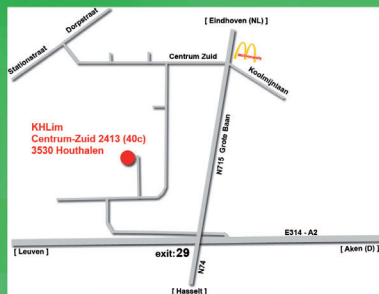 [ Eindhoven (NL) ]
Dorpstraat
Stationstraat
Centrum Zuid
Koolmijnlaan
KHLim
Centrum-Zuid 2413 (40c)
3530 Houthalen
N715 Grote Baan
E314 - A2
[ Leuven ]
exit: 29
[ Aken (D) ]
N74
[ Hasselt ]